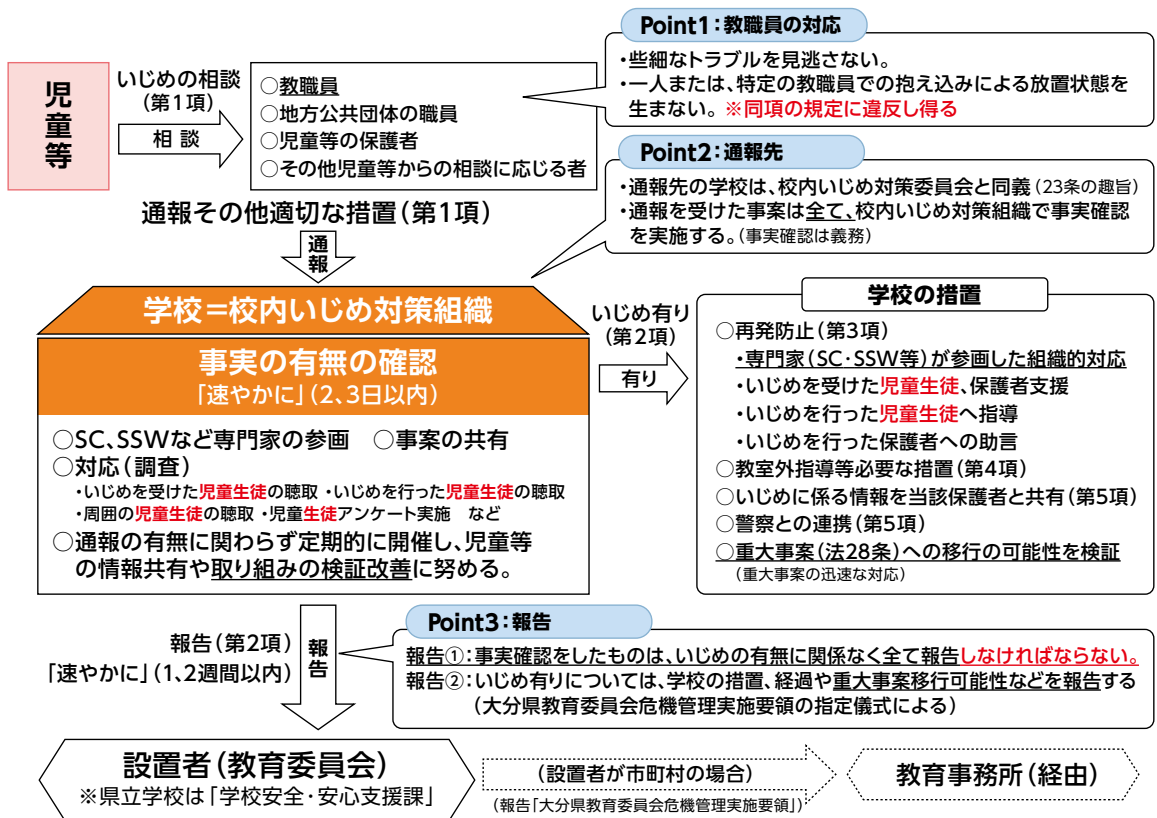 Point1：教職員の対応
・些細なトラブルを見逃さない。
・一人または、特定の教職員での抱え込みによる放置状態を
生まない。 ※同項の規定に違反し得る
児童等
いじめの相談
（第1項）
相 談
○教職員
○地方公共団体の職員
○児童等の保護者
○その他児童等からの相談に応じる者
Point2：通報先
・通報先の学校は、校内いじめ対策委員会と同義（23条の趣旨）
・通報を受けた事案は全て、校内いじめ対策組織で事実確認
を実施する。（事実確認は義務）
通報その他適切な措置（第1項）
通報
学校＝校内いじめ対策組織
事実の有無の確認
「速やかに」（2、3日以内）
○SC、SSWなど専門家の参画　○事案の共有
○対応（調査）
・いじめを受けた児童生徒の聴取 ・いじめを行った児童生徒の聴取
・周囲の児童生徒の聴取 ・児童生徒アンケート実施　など
○通報の有無に関わらず定期的に開催し、児童等
の情報共有や取り組みの検証改善に努める。
いじめ有り
（第2項）
有り
学校の措置
○再発防止（第3項）
・専門家（SC・SSW等）が参画した組織的対応
・いじめを受けた児童生徒、保護者支援
・いじめを行った児童生徒へ指導
・いじめを行った保護者への助言
○教室外指導等必要な措置（第4項）
○いじめに係る情報を当該保護者と共有（第5項）
○警察との連携（第5項）
○重大事案（法28条）への移行の可能性を検証
（重大事案の迅速な対応）
報告（第2項）
「速やかに」（1、2週間以内）
報告
Point3：報告
報告①：事実確認をしたものは、いじめの有無に関係なく全て報告しなければならない。
報告②：いじめ有りについては、学校の措置、経過や重大事案移行可能性などを報告する
（大分県教育委員会危機管理実施要領の指定儀式による）
設置者（教育委員会）
※県立学校は「学校安全・安心支援課」
（設置者が市町村の場合）
（報告「大分県教育委員会危機管理実施要領」）
教育事務所（経由）